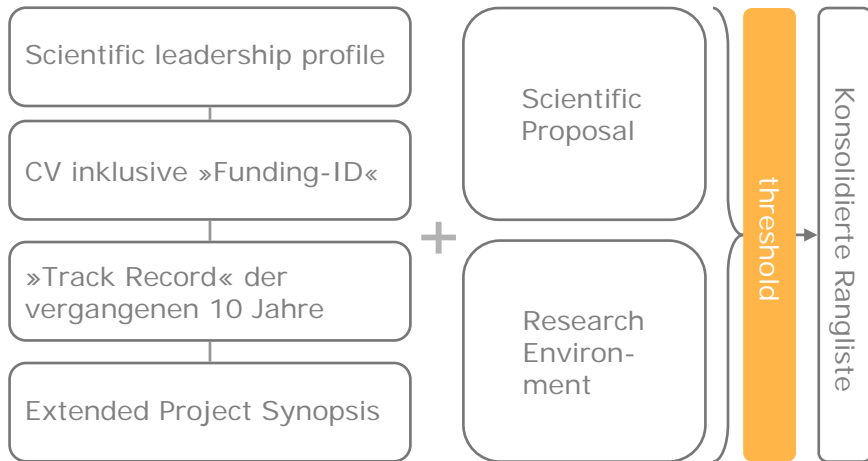 Scientific leadership profile
CV inklusive »Funding-ID«
»Track Record« der
vergangenen 10 Jahre
Extended Project Synopsis
+
Scientific
Proposal
Research
Environ-
ment
threshold
Konsolidierte Rangliste